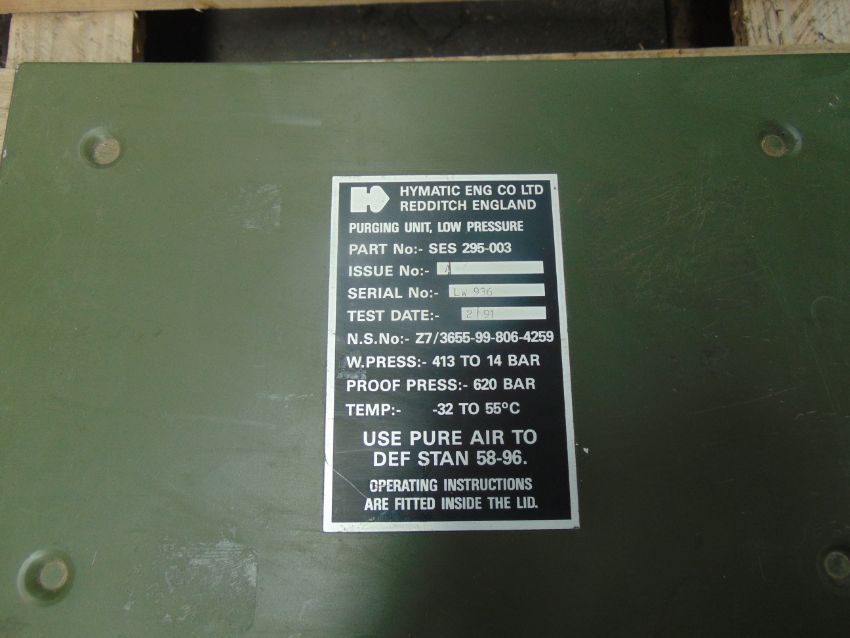 HYMATIC ENG CO LTD
REDDITCH ENGLAND
PURGING UNIT, LOW PRESSURE
PART No:- SES 295-003
ISSUE No:- A
SERIAL No:- LW 936
TEST DATE:- 2/91
N.S.No:- Z7/3655-99-806-4259
W.PRESS:- 413 TO 14 BAR
PROOF PRESS:- 620 BAR
TEMP:- -32 TO 55°C
USE PURE AIR TO
DEF STAN 58-96.
OPERATING INSTRUCTIONS
ARE FITTED INSIDE THE LID.